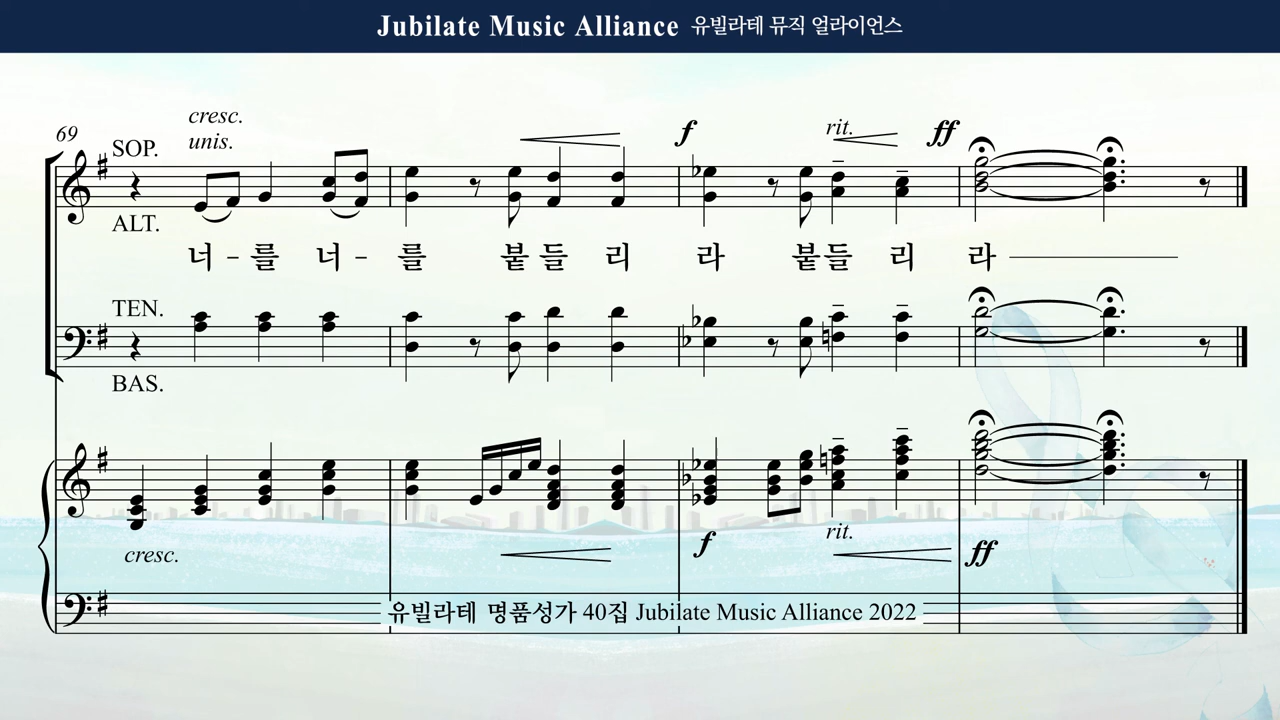 Jubilate Music Alliance 유빌라테 뮤직 얼라이언스
cresc.
69
unis.
SOP.
f
rit.
ff
ALT.
너 - 를 너 - 를 붙 들 리 라 붙 들 리 라
TEN.
BAS.
cresc.
f
rit.
ff
유빌라테 명품성가 40집 Jubilate Music Alliance 2022